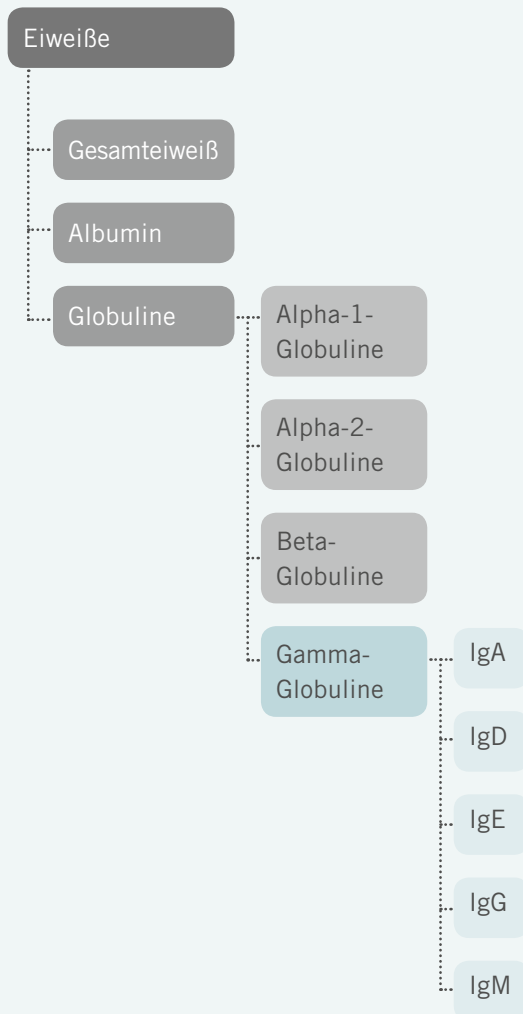 Eiweiße
Gesamteiweiß
Albumin
Globuline
Alpha-1-
Globuline
Alpha-2-
Globuline
Beta-
Globuline
Gamma-
Globuline
IgA
IgD
IgE
IgG
IgM